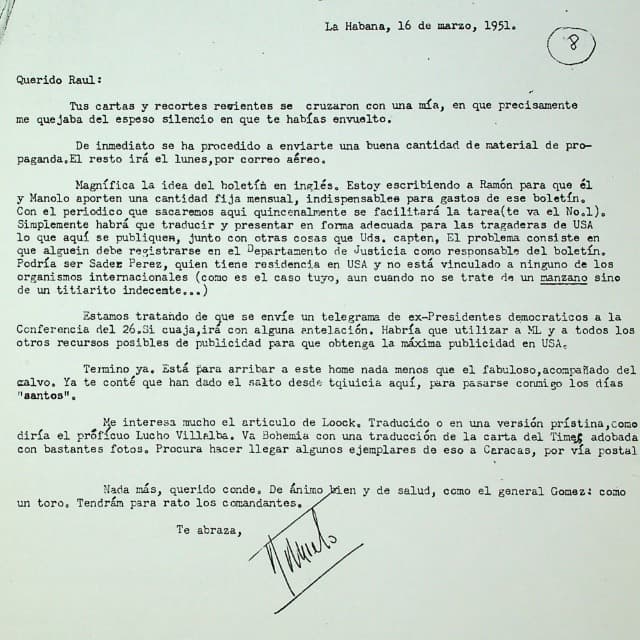 La Habana, 16 de marzo, 1951.
8
Querido Raul:
Tus cartas y recortes recientes se cruzaron con una mía, en que precisamente
me quejaba del espeso silencio en que te habías envuelto.
De inmediato se ha procedido a enviarte una buena cantidad de material de pro-
paganda.El resto irá el lunes,por correo aéreo.
Magnífica la idea del boletín en inglés. Estoy escribiendo a Ramón para que él
y Manolo aporten una cantidad fija mensual, indispensables para gastos de ese boletín.
Con el periodico que sacaremos aqui quincenalmente se facilitará la tarea(te va el No.1).
Simplemente habrá que traducir y presentar en forma adecuada para las tragaderas de USA
lo que aquí se publiquen, junto con otras cosas que Uds. capten, El problema consiste en
que alguein debe registrarse en el Departamento de Justicia como responsable del boletín.
Podría ser Sadez Perez, quien tiene residencia en USA y no está vinculado a ninguno de los
organismos internacionales (como es el caso tuyo, aun cuando no se trate de un manzano sino
de un titiarito indecente...)
Estamos tratando de que se envíe un telegrama de ex-Presidentes democraticos a la
Conferencia del 26.Si cuaja,irá con alguna antelación. Habría que utilizar a ML y a todos los
otros recursos posibles de publicidad para que obtenga la máxima publicidad en USA.
Termino ya. Está para arribar a este home nada menos que el fabuloso,acompañado del
calvo. Ya te conté que han dado el salto desde tqiuicia aquí, para pasarse conmigo los días
"santos".
Me interesa mucho el articulo de Loock. Traducido o en una versión prístina,como
diría el proficuo Lucho Villalba. Va Bohemia con una traducción de la carta del Times adobada
con bastantes fotos. Procura hacer llegar algunos ejemplares de eso a Caracas, por vía postal
Nada más, querido conde. De ánimo bien y de salud, como el general Gomez: como
un toro. Tendrám para rato los comandantes.
Te abraza,